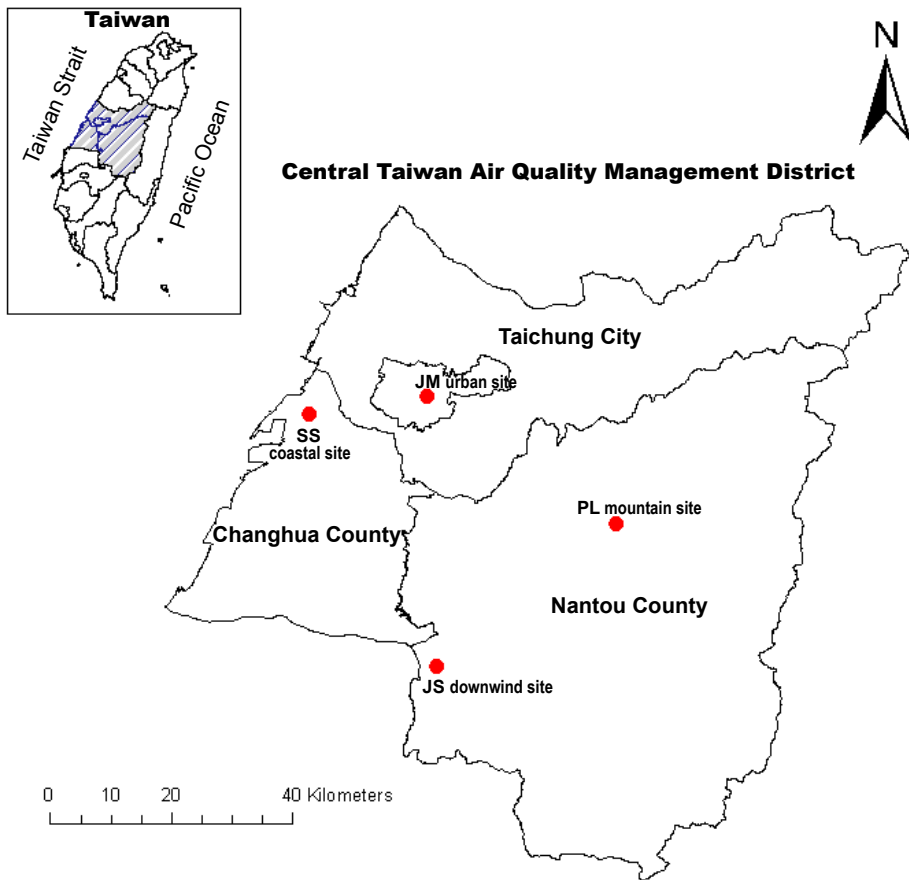 Taiwan
Taiwan Strait
Pacific Ocean
N
Central Taiwan Air Quality Management District
Taichung City
JM urban site
SS
coastal site
PL mountain site
Changhua County
Nantou County
JS downwind site
0 10 20 40 Kilometers